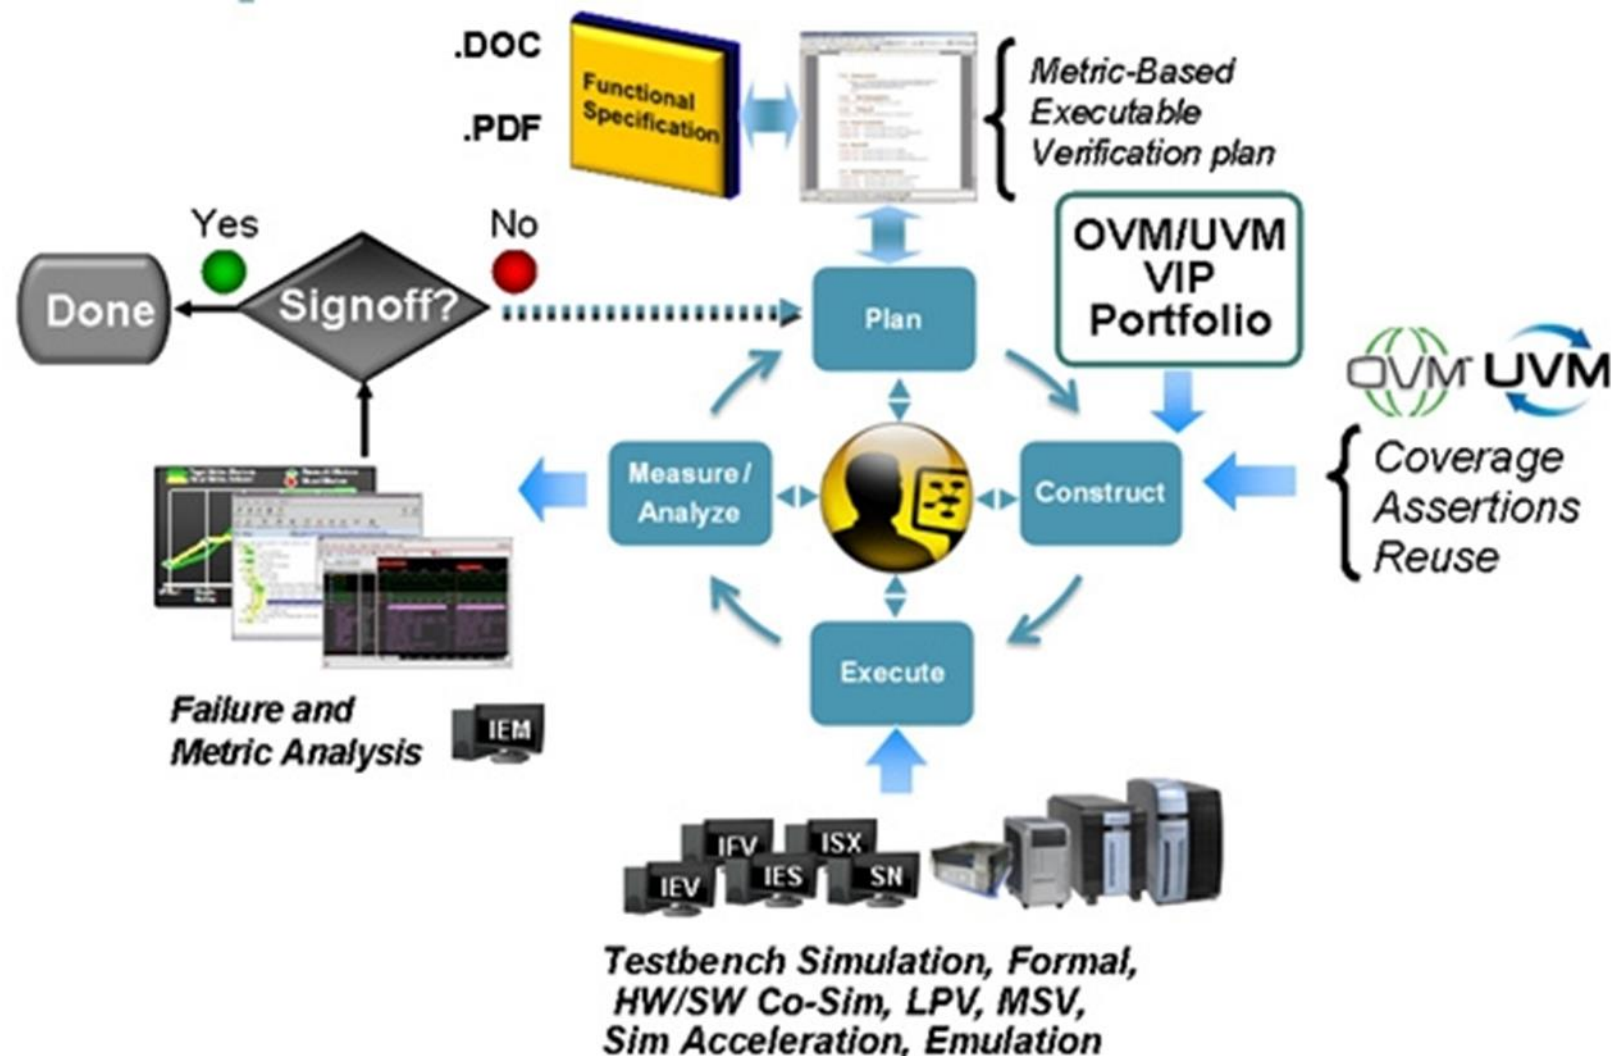 .DOC
.PDF
Functional
Specification
Metric-Based
Executable
Verification plan
Yes
No
Done
Signoff?
Plan
OVM/UVM
VIP
Portfolio
OVM
UVM
Measure /
Analyze
Construct
Coverage
Assertions
Reuse
Execute
Failure and
Metric Analysis
IEM
IFV
ISX
IEV
IES
SN
Testbench Simulation, Formal,
HW/SW Co-Sim, LPV, MSV,
Sim Acceleration, Emulation